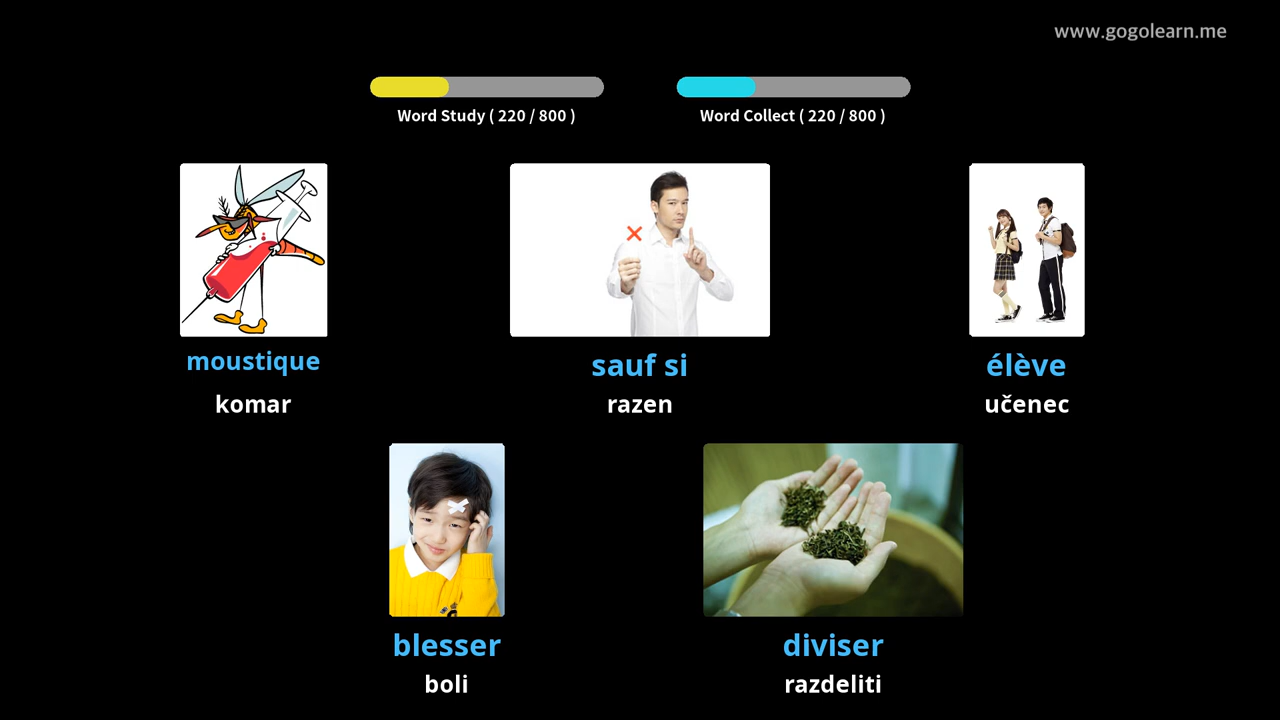 www.gogolearn.me
Word Study ( 220 / 800 )
Word Collect ( 220 / 800 )
moustique
komar
sauf si
razen
élève
učenec
blesser
boli
diviser
razdeliti